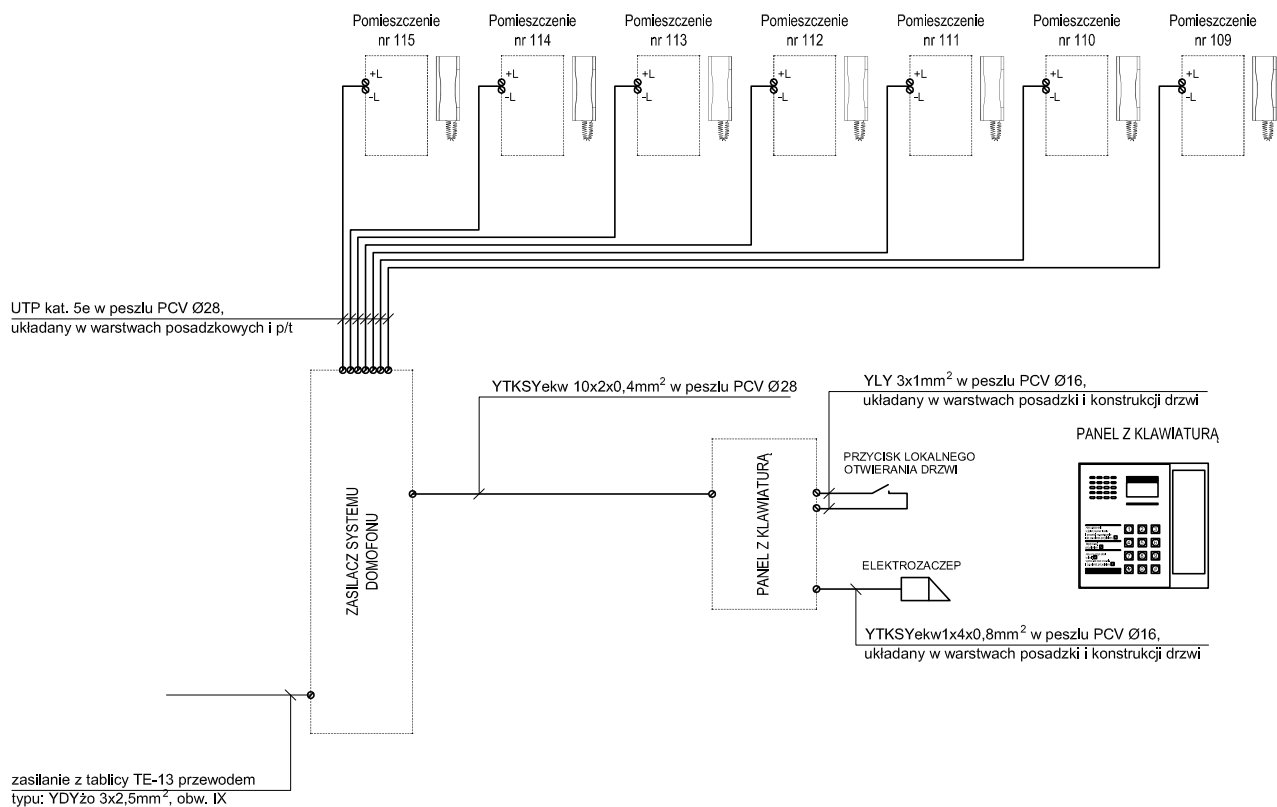 Pomieszczenie
nr 115
Pomieszczenie
nr 114
Pomieszczenie
nr 113
Pomieszczenie
nr 112
Pomieszczenie
nr 111
Pomieszczenie
nr 110
Pomieszczenie
nr 109
+L
-L
+L
-L
+L
-L
+L
-L
+L
-L
+L
-L
+L
-L
UTP kat. 5e w peszlu PCV Ø28,
układany w warstwach posadzkowych i p/t
YTKSYekw 10x2x0,4mm² w peszlu PCV Ø28
YLY 3x1mm² w peszlu PCV Ø16,
układany w warstwach posadzki i konstrukcji drzwi
PANEL Z KLAWIATURĄ
PRZYCISK LOKALNEGO
OTWIERANIA DRZWI
ZASILACZ SYSTEMU
DOMOFONU
PANEL Z KLAWIATURĄ
ELEKTROZACZEP
YTKSYekw1x4x0,8mm² w peszlu PCV Ø16,
układany w warstwach posadzki i konstrukcji drzwi
zasilanie z tablicy TE-13 przewodem
typu: YDYżo 3x2,5mm², obw. IX